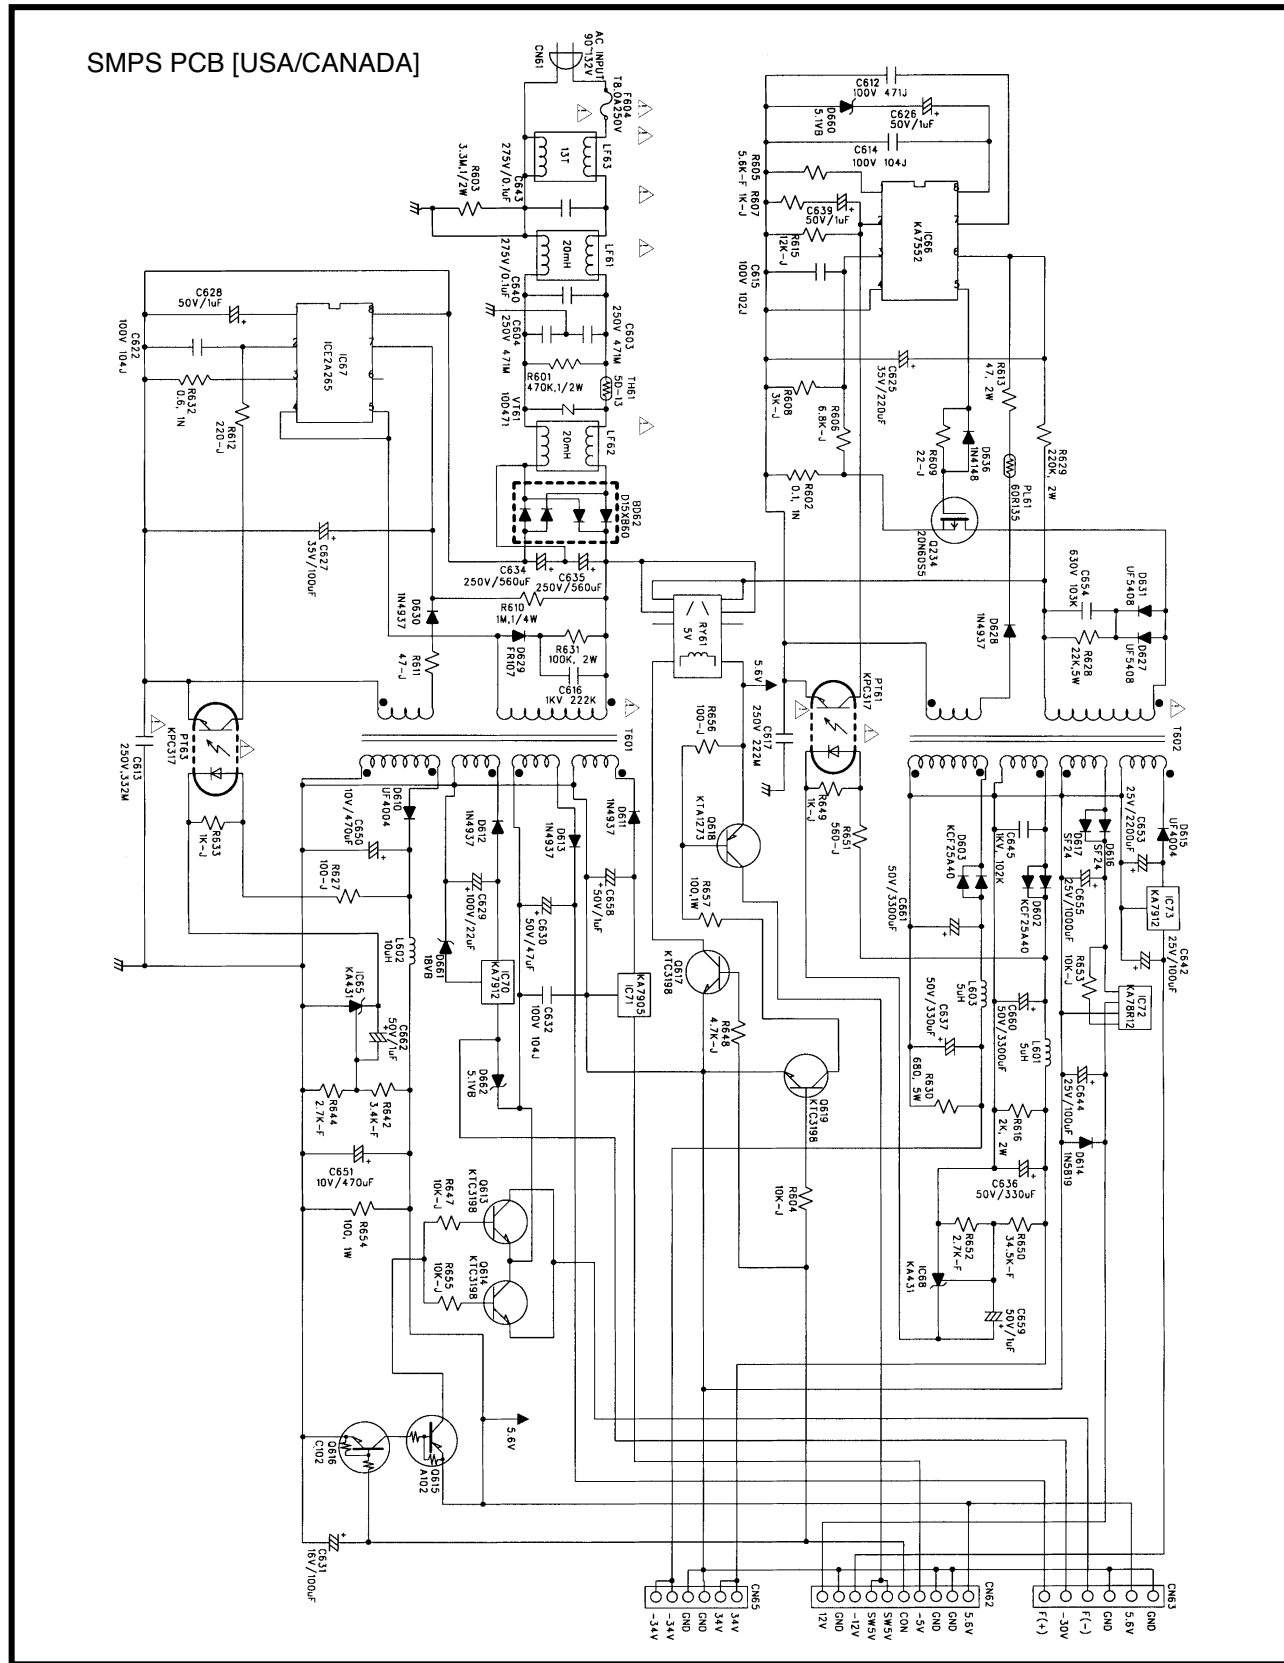 SMPS PCB [USA/CANADA]
AC INPUT
90~132V
CN61
F604
T8.0A250V
LF63
13T
R603
3.3M,1/2W
C643
275V/0.1uF
LF61
20mH
C640
275V/0.1uF
C604
250V 471M
C603
250V 471M
R601
470K,1/2W
TH61
5D-13
VT61
10D471
LF62
20mH
BD62
D15XB60
C634
250V/560uF
C635
250V/560uF
R610
1M,1/4W
R631
100K, 2W
D629
FR107
C616
1KV 222K
T601
C628
50V/1uF
C622
100V 104J
IC67
ICE2A265
8
7
6
5
2
3
4
R632
0.6, 1N
R612
220-J
C627
35V/100uF
D630
1N4937
R611
47-J
PT63
KPC317
C613
250V,332M
C612
100V 471J
D660
5.1VB
C626
50V/1uF
C614
100V 104J
R605
5.6K-F
R607
1K-J
C639
50V/1uF
R615
12K-J
C615
100V 102J
IC66
KA7552
8
7
6
5
2
3
4
C625
35V/220uF
R608
3K-J
R606
6.8K-J
R602
0.1, 1N
R613
47, 2W
R609
22-J
D636
1N4148
PL61
60R135
R629
220K, 2W
Q234
20N60S5
D628
1N4937
C654
630V 103K
D631
UF5408
R628
22K,5W
D627
UF5408
T602
RY61
5V
5.6V
R656
100-J
C617
250V 222M
PT61
KPC317
R649
1K-J
R651
560-J
Q618
KTA1273
R657
100,1W
Q617
KTC3198
R648
4.7K-J
Q619
KTC3198
R604
10K-J
R633
1K-J
R627
100-J
D610
UF4004
C650
10V/470uF
L602
10uH
IC65
KA431
C662
50V/1uF
R644
2.7K-F
R642
3.4K-F
C651
10V/470uF
R654
100, 1W
D612
1N4937
C629
100V/22uF
D661
18VB
IC70
KA7912
D662
5.1VB
D613
1N4937
C630
50V/47uF
C632
100V 104J
D611
1N4937
C658
50V/1uF
KA7905
IC71
R647
10K-J
Q613
KTC3198
R655
10K-J
Q614
KTC3198
Q616
C102
Q615
A102
5.6V
C631
16V/100uF
D603
KCF25A40
C661
50V/3300uF
L603
5uH
C637
50V/330uF
R630
680, 5W
C645
1KV 102K
D602
KCF25A40
C660
50V/3300uF
L601
5uH
R616
2K, 2W
C636
50V/330uF
R652
2.7K-F
R650
34.5K-F
IC68
KA431
C659
50V/1uF
D617
SF24
D616
SF24
C655
25V/1000uF
R653
10K-J
IC72
KA78R12
C644
25V/100uF
D614
1N5819
C653
25V/2200uF
D615
UF4004
IC73
KA7912
C642
25V/100uF
CN65
-34V
-34V
GND
GND
34V
34V
CN62
12V
GND
-12V
SW5V
SW5V
CON
-5V
GND
GND
5.6V
CN63
F(+)
-30V
F(-)
GND
5.6V
GND